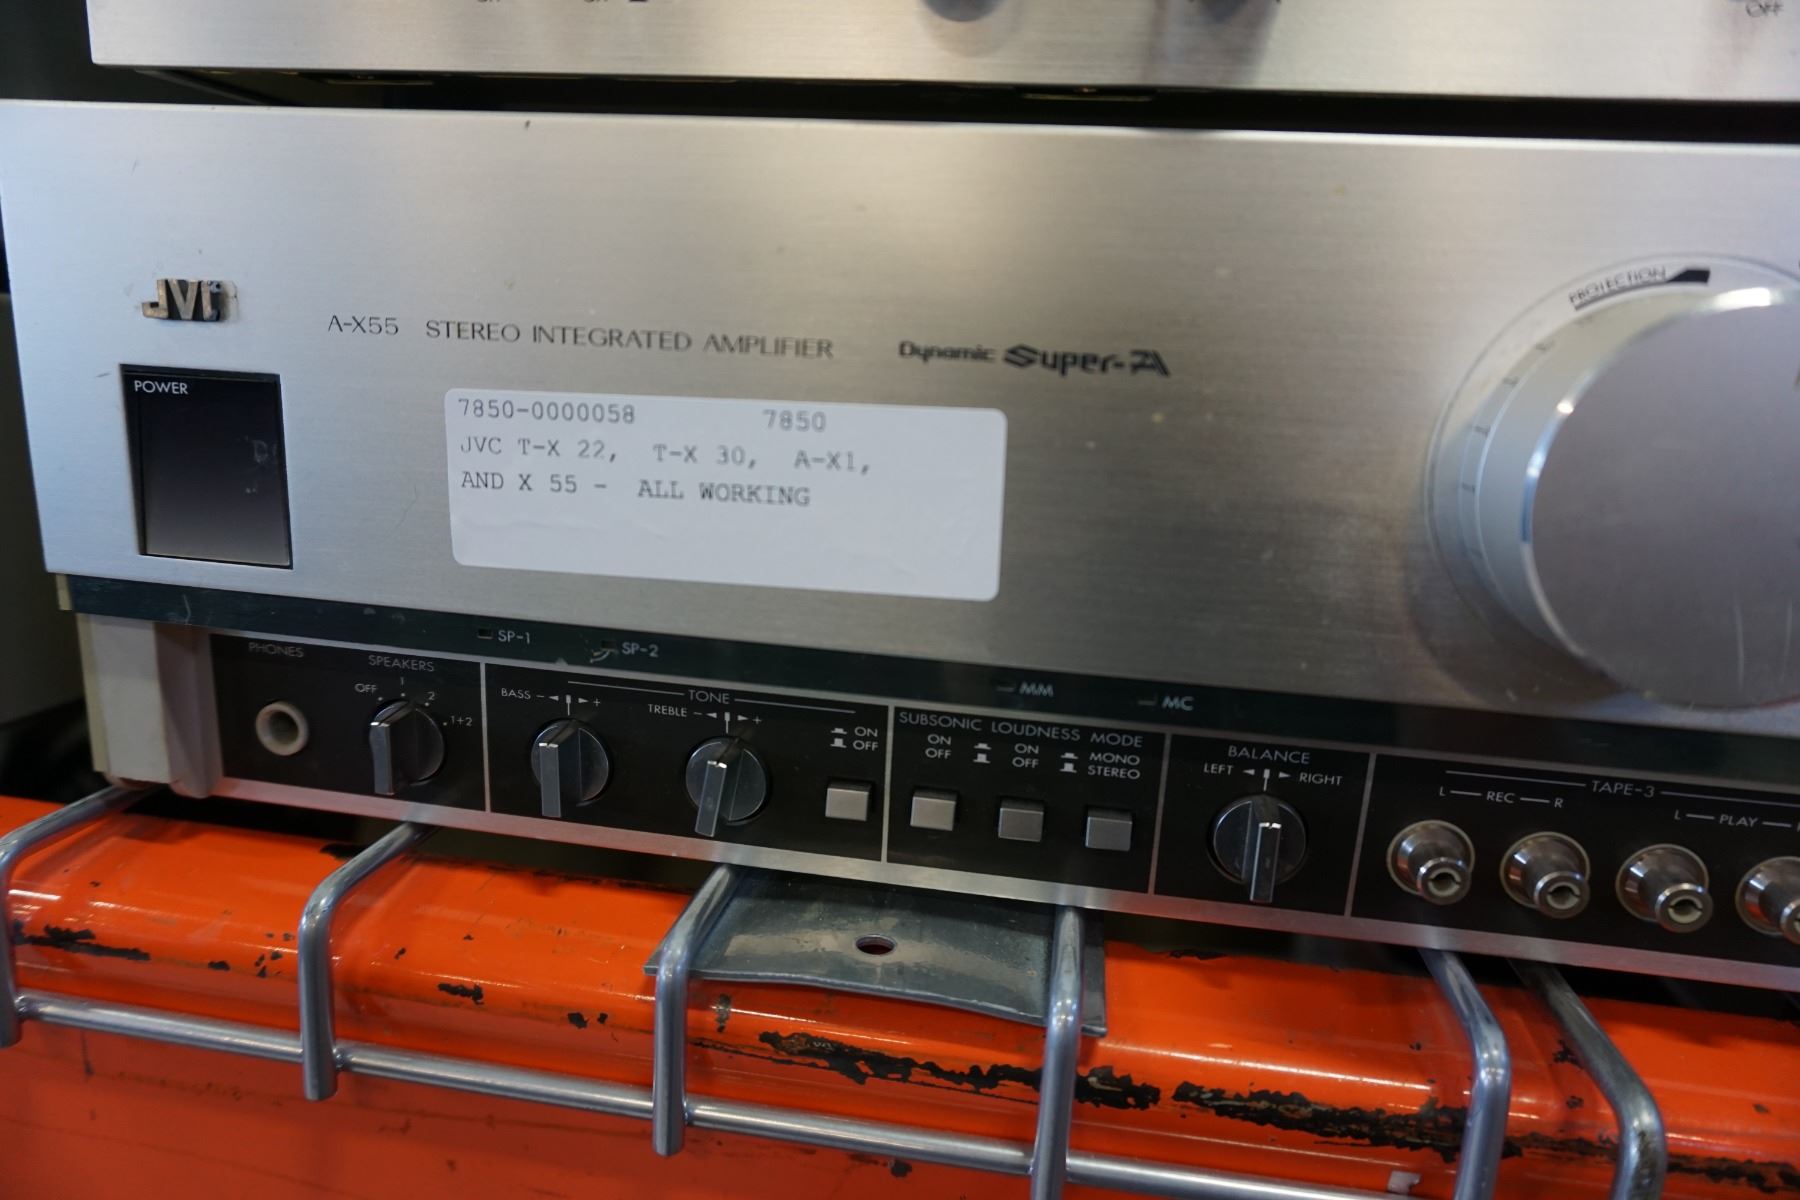 OFF
PROTECTION
JVC
A-X55 STEREO INTEGRATED AMPLIFIER Dynamic Super-A
POWER
7850-0000058 7850
JVC T-X 22, T-X 30, A-X1,
AND X 55 - ALL WORKING
SP-1 SP-2 MM MC
PHONES
SPEAKERS
OFF 1 2 1+2
TONE
BASS - +
TREBLE - +
ON
OFF
SUBSONIC LOUDNESS MODE
ON ON MONO
OFF OFF STEREO
BALANCE
LEFT RIGHT
TAPE-3
L REC R L PLAY